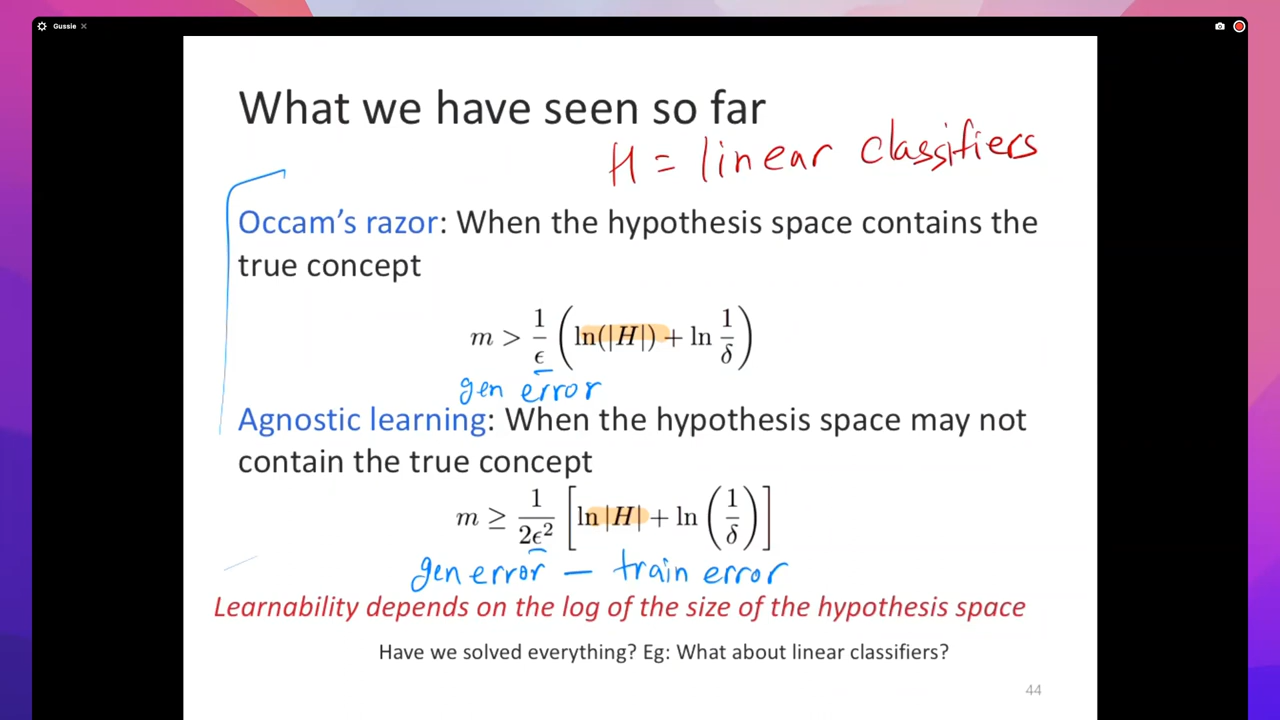 Gussie
What we have seen so far
H = linear classifiers
Occam's razor: When the hypothesis space contains the
true concept
m > 1/ϵ (ln(|H|) + ln 1/δ)
gen error
Agnostic learning: When the hypothesis space may not
contain the true concept
m ≥ 1/2ϵ² [ln |H| + ln (1/δ)]
gen error — train error
Learnability depends on the log of the size of the hypothesis space
Have we solved everything? Eg: What about linear classifiers?
44